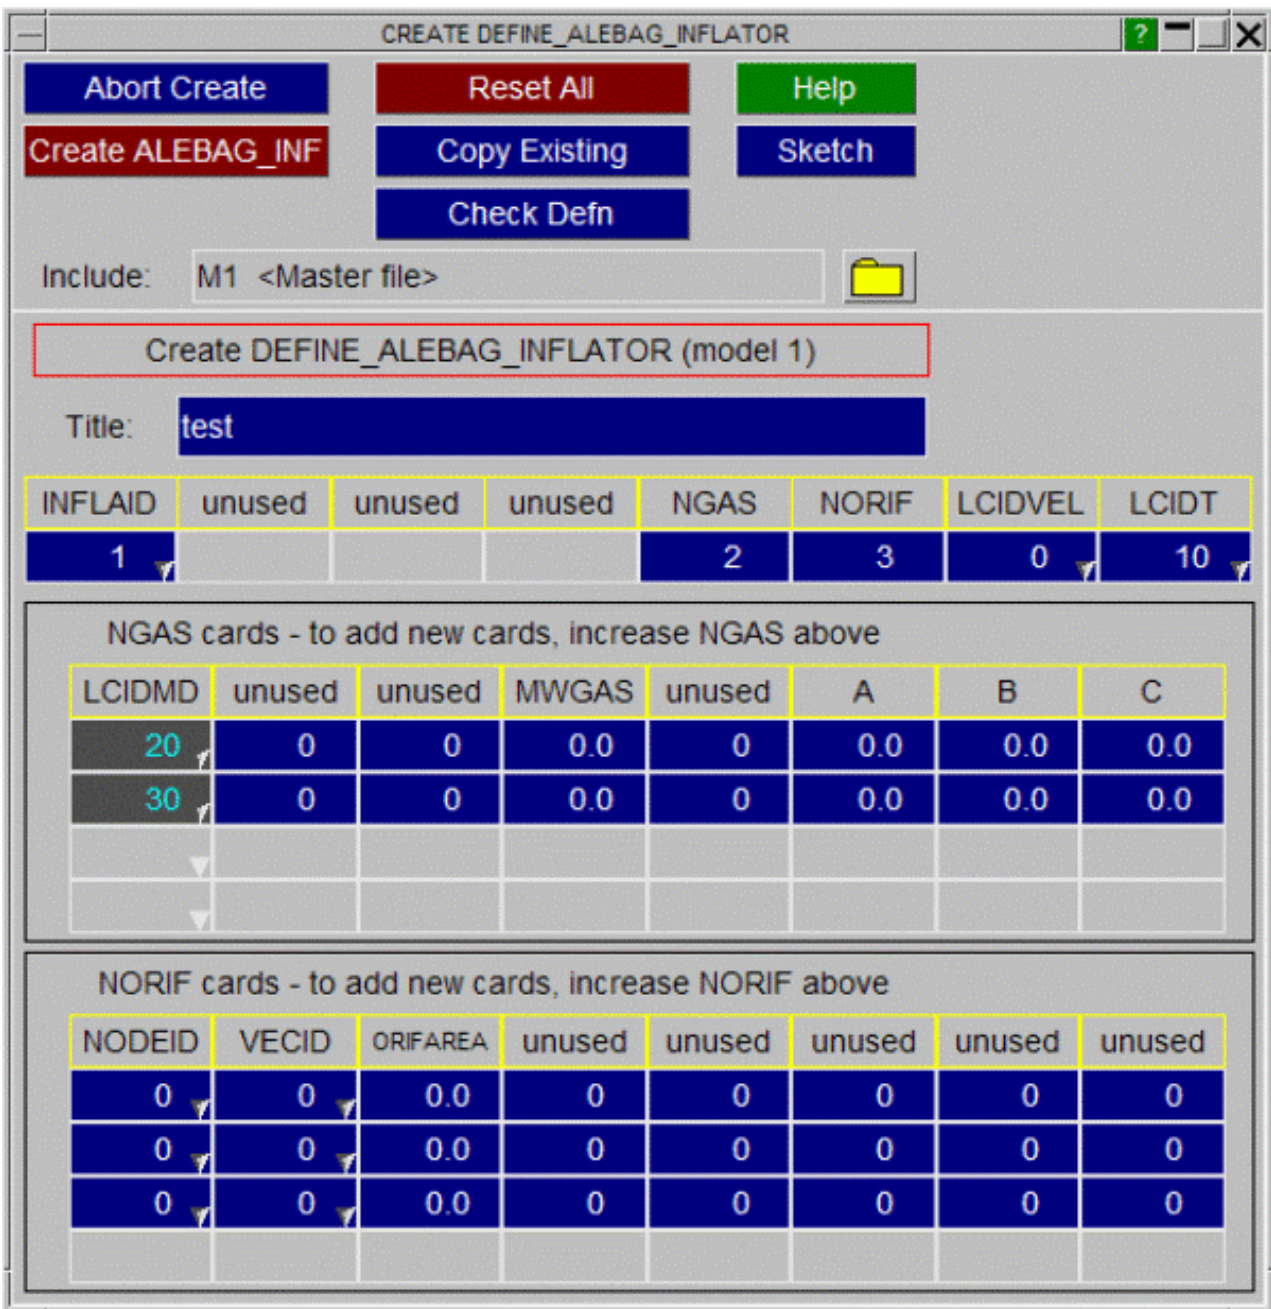 CREATE DEFINE_ALEBAG_INFLATOR ?
Abort Create Reset All Help
Create ALEBAG_INF Copy Existing Sketch
Check Defn
Include: M1 <Master file>
Create DEFINE_ALEBAG_INFLATOR (model 1)
Title: test
INFLAID unused unused unused NGAS NORIF LCIDVEL LCIDT
1 2 3 0 10
NGAS cards - to add new cards, increase NGAS above
LCIDMD unused unused MWGAS unused A B C
20 0 0 0.0 0 0.0 0.0 0.0
30 0 0 0.0 0 0.0 0.0 0.0
NORIF cards - to add new cards, increase NORIF above
NODEID VECID ORIFAREA unused unused unused unused unused
0 0 0.0 0 0 0 0 0
0 0 0.0 0 0 0 0 0
0 0 0.0 0 0 0 0 0